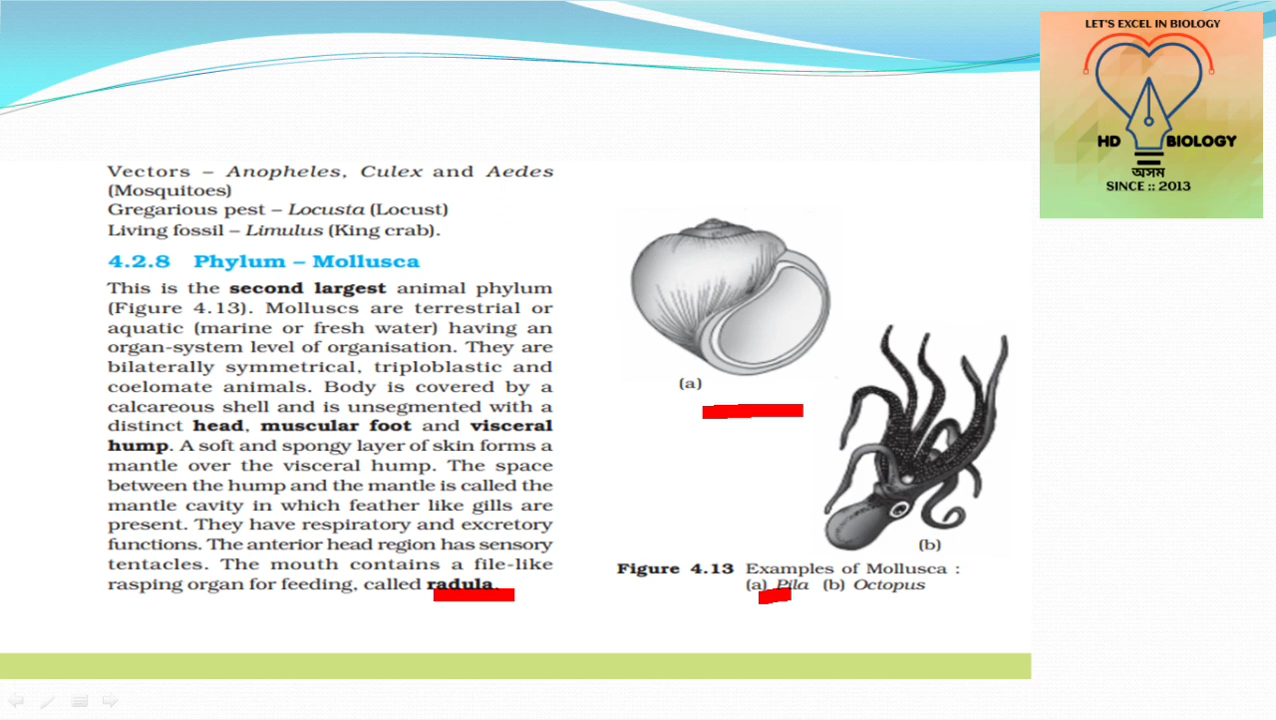 LET'S EXCEL IN BIOLOGY
HD BIOLOGY
অসম
SINCE :: 2013
Vectors – Anopheles, Culex and Aedes
(Mosquitoes)
Gregarious pest – Locusta (Locust)
Living fossil – Limulus (King crab).
4.2.8 Phylum – Mollusca
This is the second largest animal phylum
(Figure 4.13). Molluscs are terrestrial or
aquatic (marine or fresh water) having an
organ-system level of organisation. They are
bilaterally symmetrical, triploblastic and
coelomate animals. Body is covered by a
calcareous shell and is unsegmented with a
distinct head, muscular foot and visceral
hump. A soft and spongy layer of skin forms a
mantle over the visceral hump. The space
between the hump and the mantle is called the
mantle cavity in which feather like gills are
present. They have respiratory and excretory
functions. The anterior head region has sensory
tentacles. The mouth contains a file-like
rasping organ for feeding, called radula.
(a)
(b)
Figure 4.13 Examples of Mollusca :
(a) Pila (b) Octopus